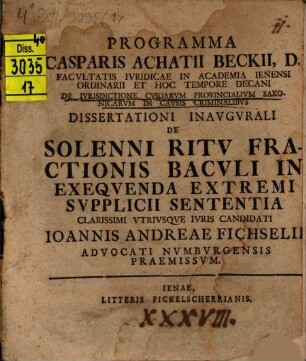 Diss.
40
3035
17
PROGRAMMA
CASPARIS ACHATII BECKII, D.
FACVLTATIS IVRIDICAE IN ACADEMIA IENENSI
ORDINARII ET HOC TEMPORE DECANI
DE IVRISDICTIONE CVRIARVM PROVINCIALIVM SAXO-
NICARVM IN CAVSIS CRIMINALIBVS
DISSERTATIONI INAVGVRALI
DE
SOLENNI RITV FRA-
CTIONIS BACVLI IN
EXEQVENDA EXTREMI
SVPPLICII SENTENTIA
CLARISSIMI VTRIVSQVE IVRIS CANDIDATI
IOANNIS ANDREAE FICHSELII
ADVOCATI NVMBVRGENSIS
PRAEMISSVM.
IENAE,
LITTERIS FICKELSCHERRIANIS.
XXXVIII.